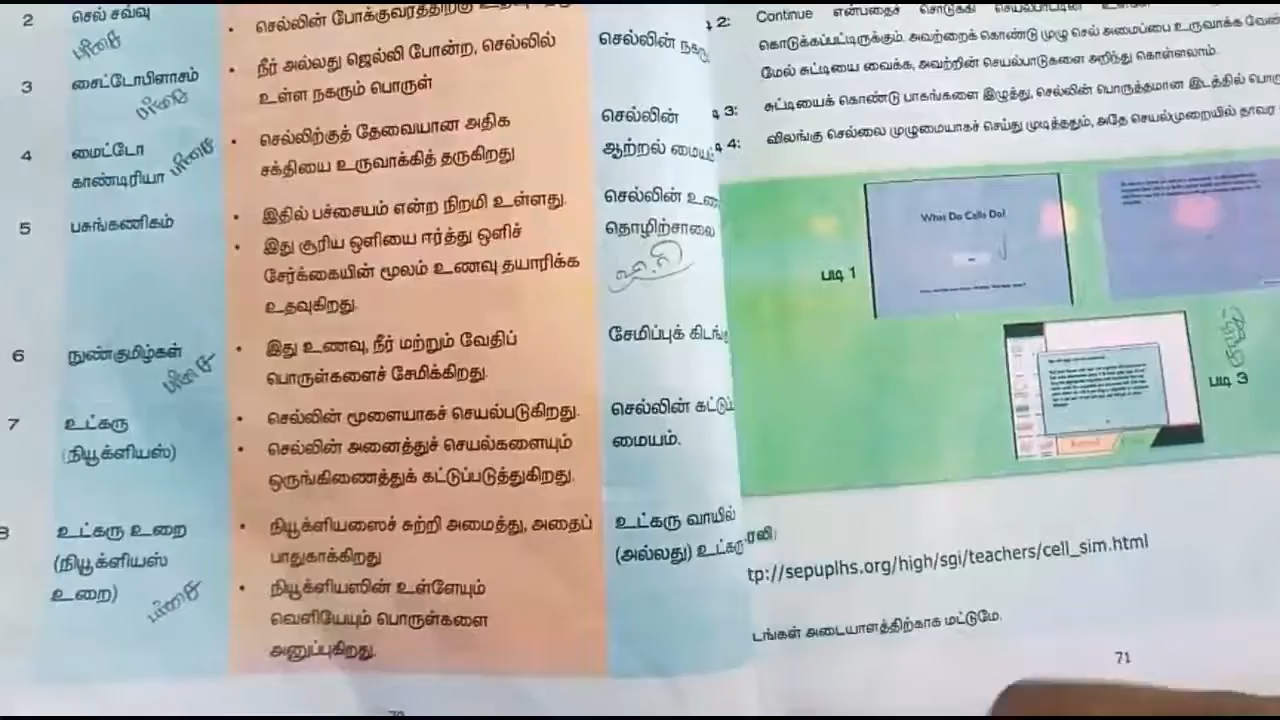 2 செல் சவ்வு
• செல்லின் போக்குவரத்திற்கு
செல்லின்
3 சைட்டோபிளாசம்
• நீர் அல்லது ஜெல்லி போன்ற, செல்லில்
உள்ள நகரும் பொருள்
4 மைட்டோ
காண்டிரியா
• செல்லிற்குத் தேவையான அதிக
சக்தியை உருவாக்கித் தருகிறது
செல்லின்
ஆற்றல்
5 பசுங்கணிகம்
• இதில் பச்சையம் என்ற நிறமி உள்ளது.
• இது சூரிய ஒளியை ஈர்த்து ஒளிச்
சேர்க்கையின் மூலம் உணவு தயாரிக்க
உதவுகிறது.
செல்லின்
தொழிற்சாலை
6 நுண்குமிழ்கள்
• இது உணவு, நீர் மற்றும் வேதிப்
பொருள்களைச் சேமிக்கிறது.
சேமிப்புக்
7 உட்கரு
(நியூக்ளியஸ்)
• செல்லின் மூளையாகச் செயல்படுகிறது.
• செல்லின் அனைத்துச் செயல்களையும்
ஒருங்கிணைத்துக் கட்டுப்படுத்துகிறது.
செல்லின்
மையம்.
8 உட்கரு உறை
(நியூக்ளியஸ்
உறை)
• நியூக்ளியஸைச் சுற்றி அமைத்து, அதைப்
பாதுகாக்கிறது
• நியூக்ளியஸின் உள்ளேயும்
வெளியேயும் பொருள்களை
அனுப்புகிறது.
உட்கரு வாயில்
(அல்லது)
2: Continue என்பதைச் சொடுக்கி
கொடுக்கப்பட்டிருக்கும். அவற்றைக் கொண்டு முழு செல் அமைப்பை உருவாக்க
மேல் சுட்டியை வைக்க, அவற்றின் செயல்பாடுகளை அறிந்து கொள்ளலாம்.
3: சுட்டியைக் கொண்டு பாகங்களை இழுத்து, செல்லின் பொருத்தமான இடத்தில்
4: விலங்கு செல்லை முழுமையாகச் செய்து முடித்ததும், அதே செயல்முறையில் தாவர
What Do Cells Do?
படி 1
படி 3
tp://sepuplhs.org/high/sgi/teachers/cell_sim.html
டங்கள் அடையாளத்திற்காக மட்டுமே.
71